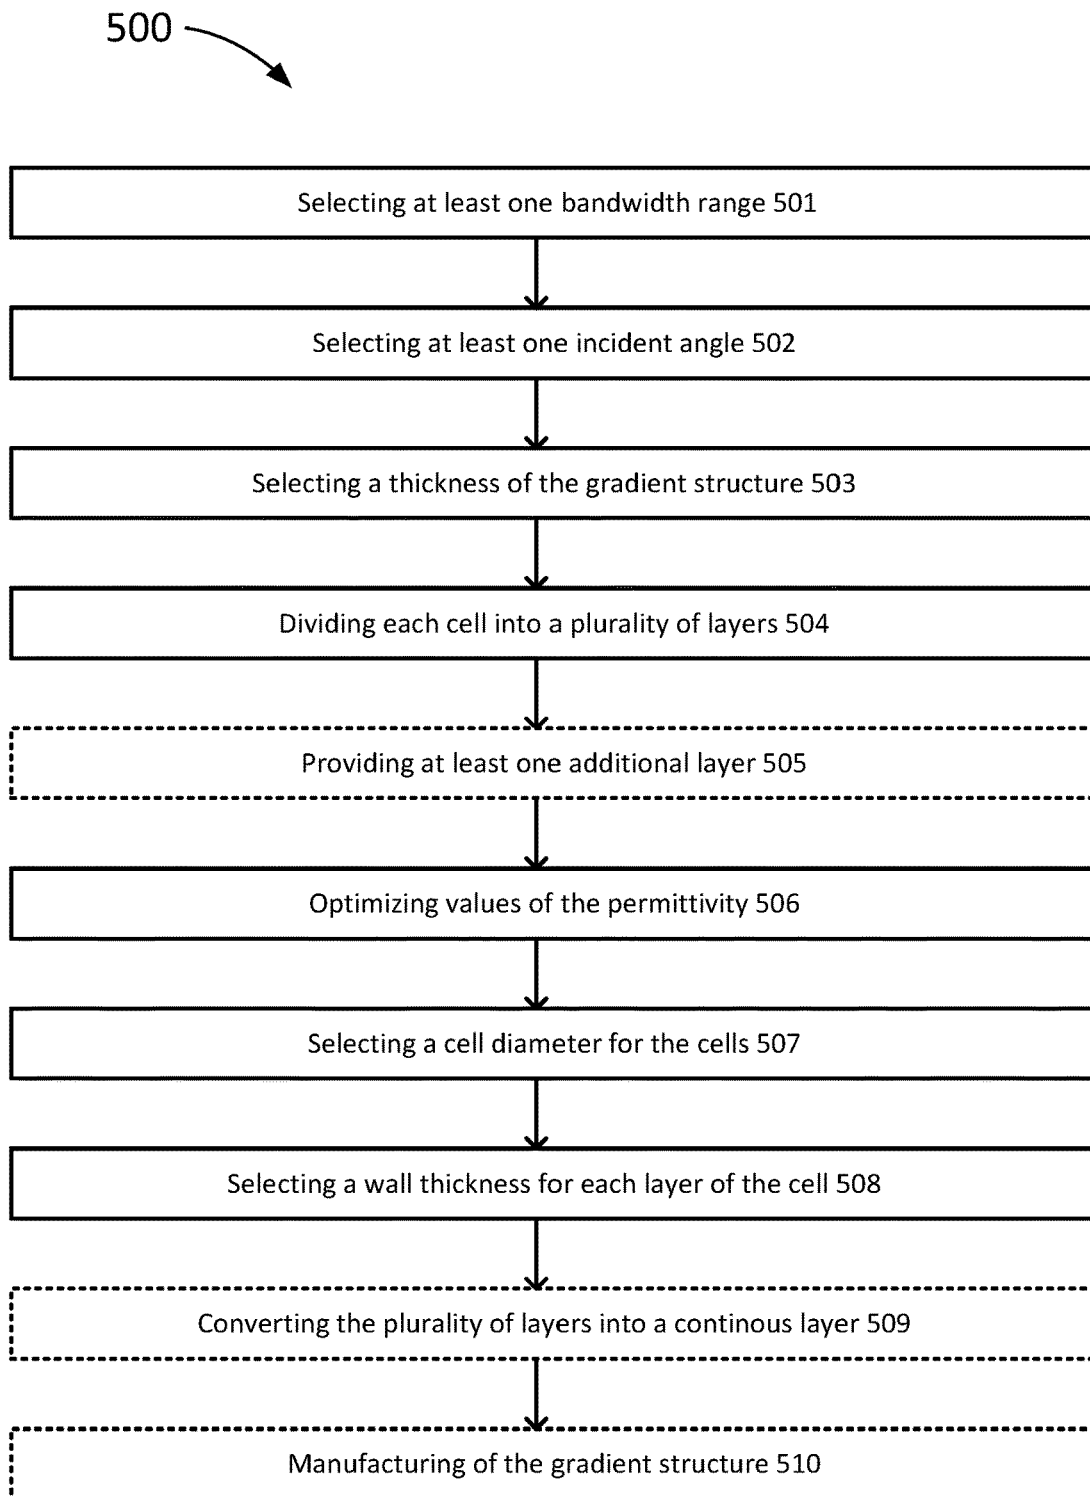 500
Selecting at least one bandwidth range 501
Selecting at least one incident angle 502
Selecting a thickness of the gradient structure 503
Dividing each cell into a plurality of layers 504
Providing at least one additional layer 505
Optimizing values of the permittivity 506
Selecting a cell diameter for the cells 507
Selecting a wall thickness for each layer of the cell 508
Converting the plurality of layers into a continous layer 509
Manufacturing of the gradient structure 510